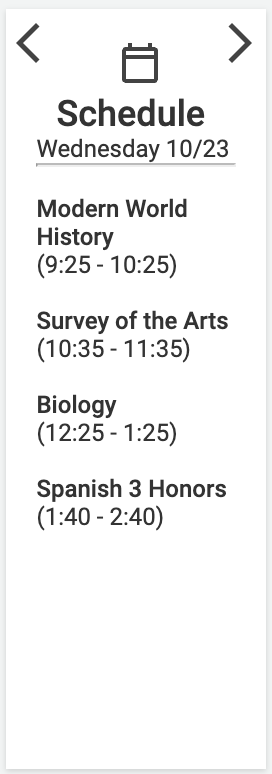 Schedule
Wednesday 10/23
Modern World
History
(9:25 - 10:25)
Survey of the Arts
(10:35 - 11:35)
Biology
(12:25 - 1:25)
Spanish 3 Honors
(1:40 - 2:40)